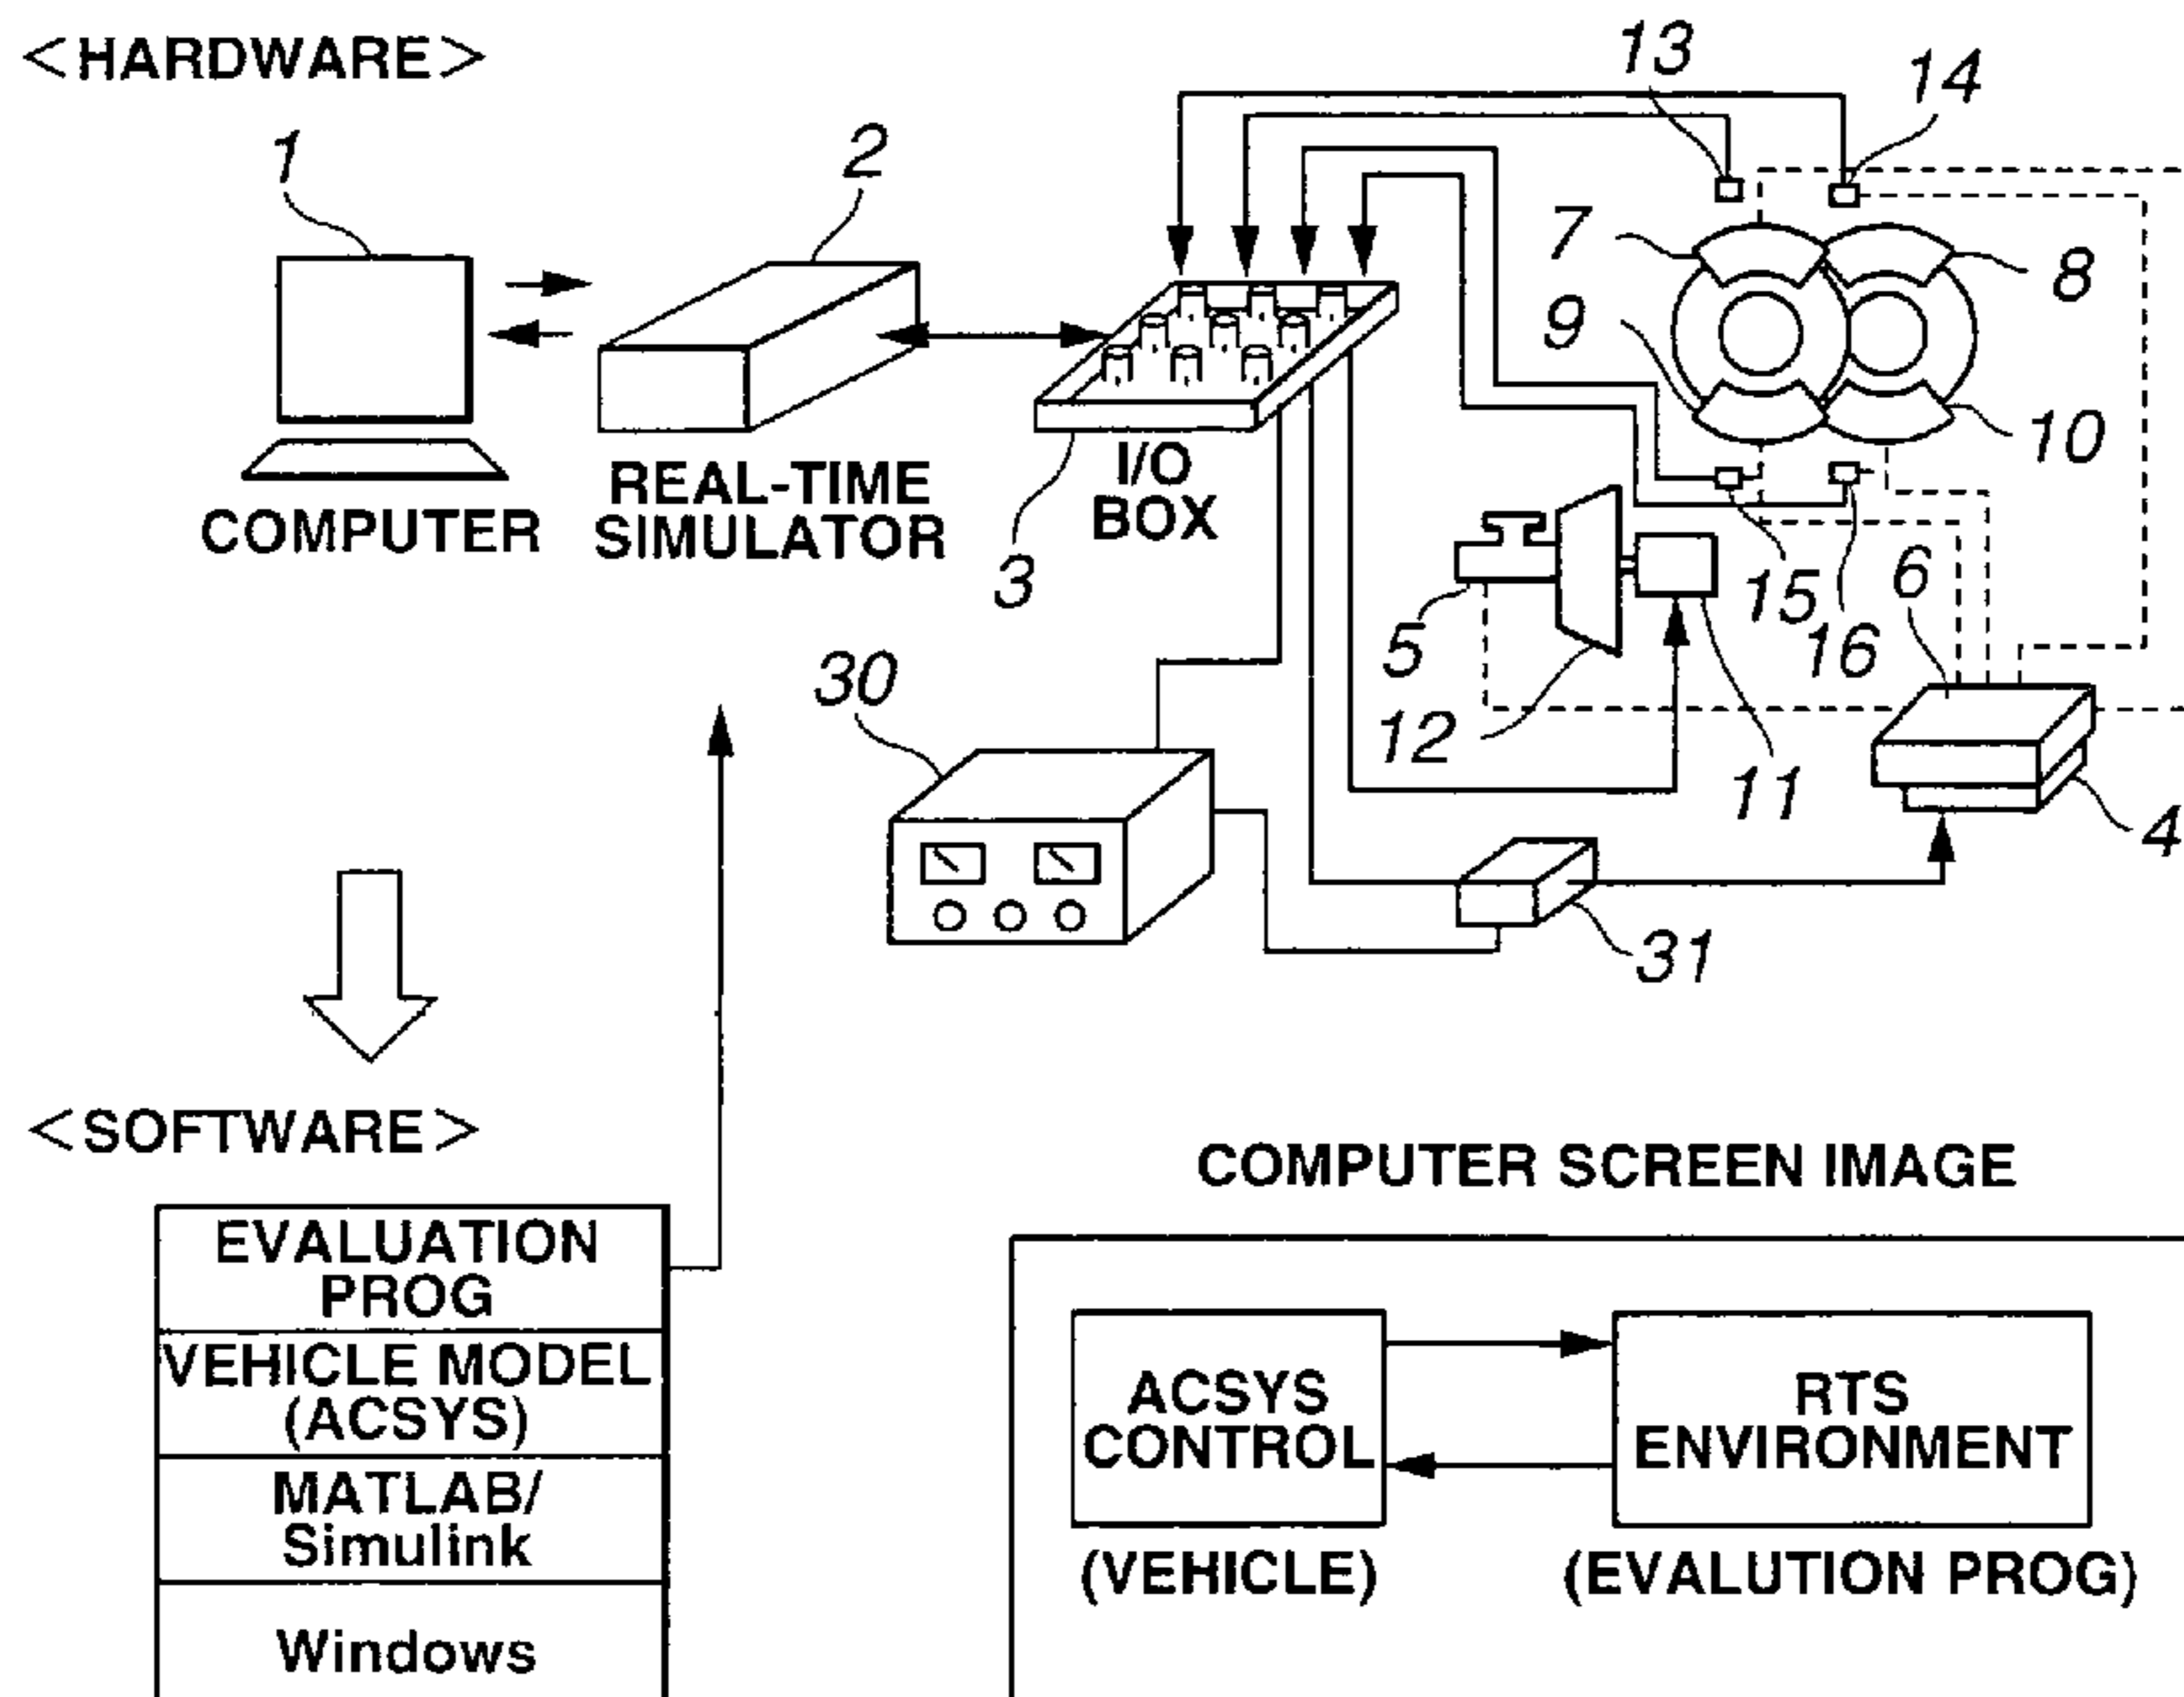 <HARDWARE>
13
14
1
2
7
8
9
10
COMPUTER
REAL-TIME
SIMULATOR
I/O
BOX
3
5
15
16
6
12
11
4
30
31
<SOFTWARE>
EVALUATION
PROG
VEHICLE MODEL
(ACSYS)
MATLAB/
Simulink
Windows
COMPUTER SCREEN IMAGE
ACSYS
CONTROL
RTS
ENVIRONMENT
(VEHICLE)
(EVALUTION PROG)